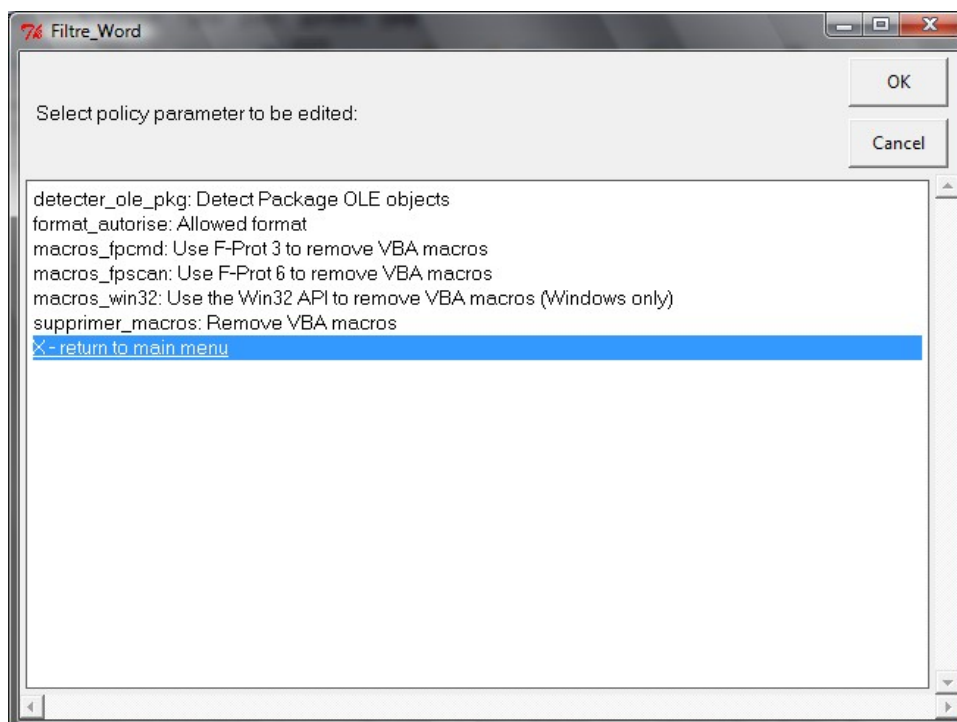 Filtre_Word
OK
Select policy parameter to be edited:
Cancel
detecter_ole_pkg: Detect Package OLE objects
format_autorise: Allowed format
macros_fpcmd: Use F-Prot 3 to remove VBA macros
macros_fpscan: Use F-Prot 6 to remove VBA macros
macros_win32: Use the Win32 API to remove VBA macros (Windows only)
supprimer_macros: Remove VBA macros
X - return to main menu